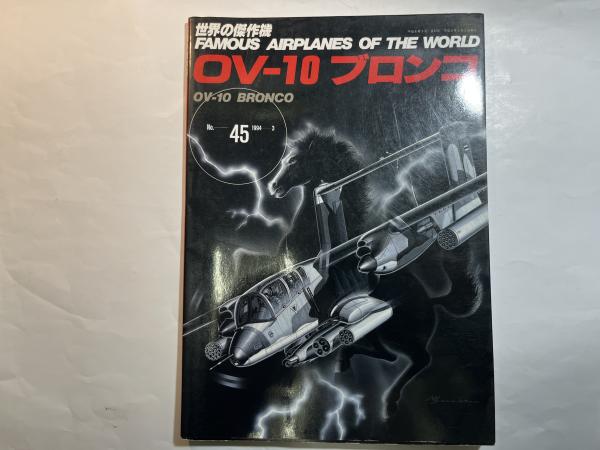 世界の傑作機
FAMOUS AIRPLANES OF THE WORLD
OV-10 ブロンコ
OV-10 BRONCO
No. 45 1994—3